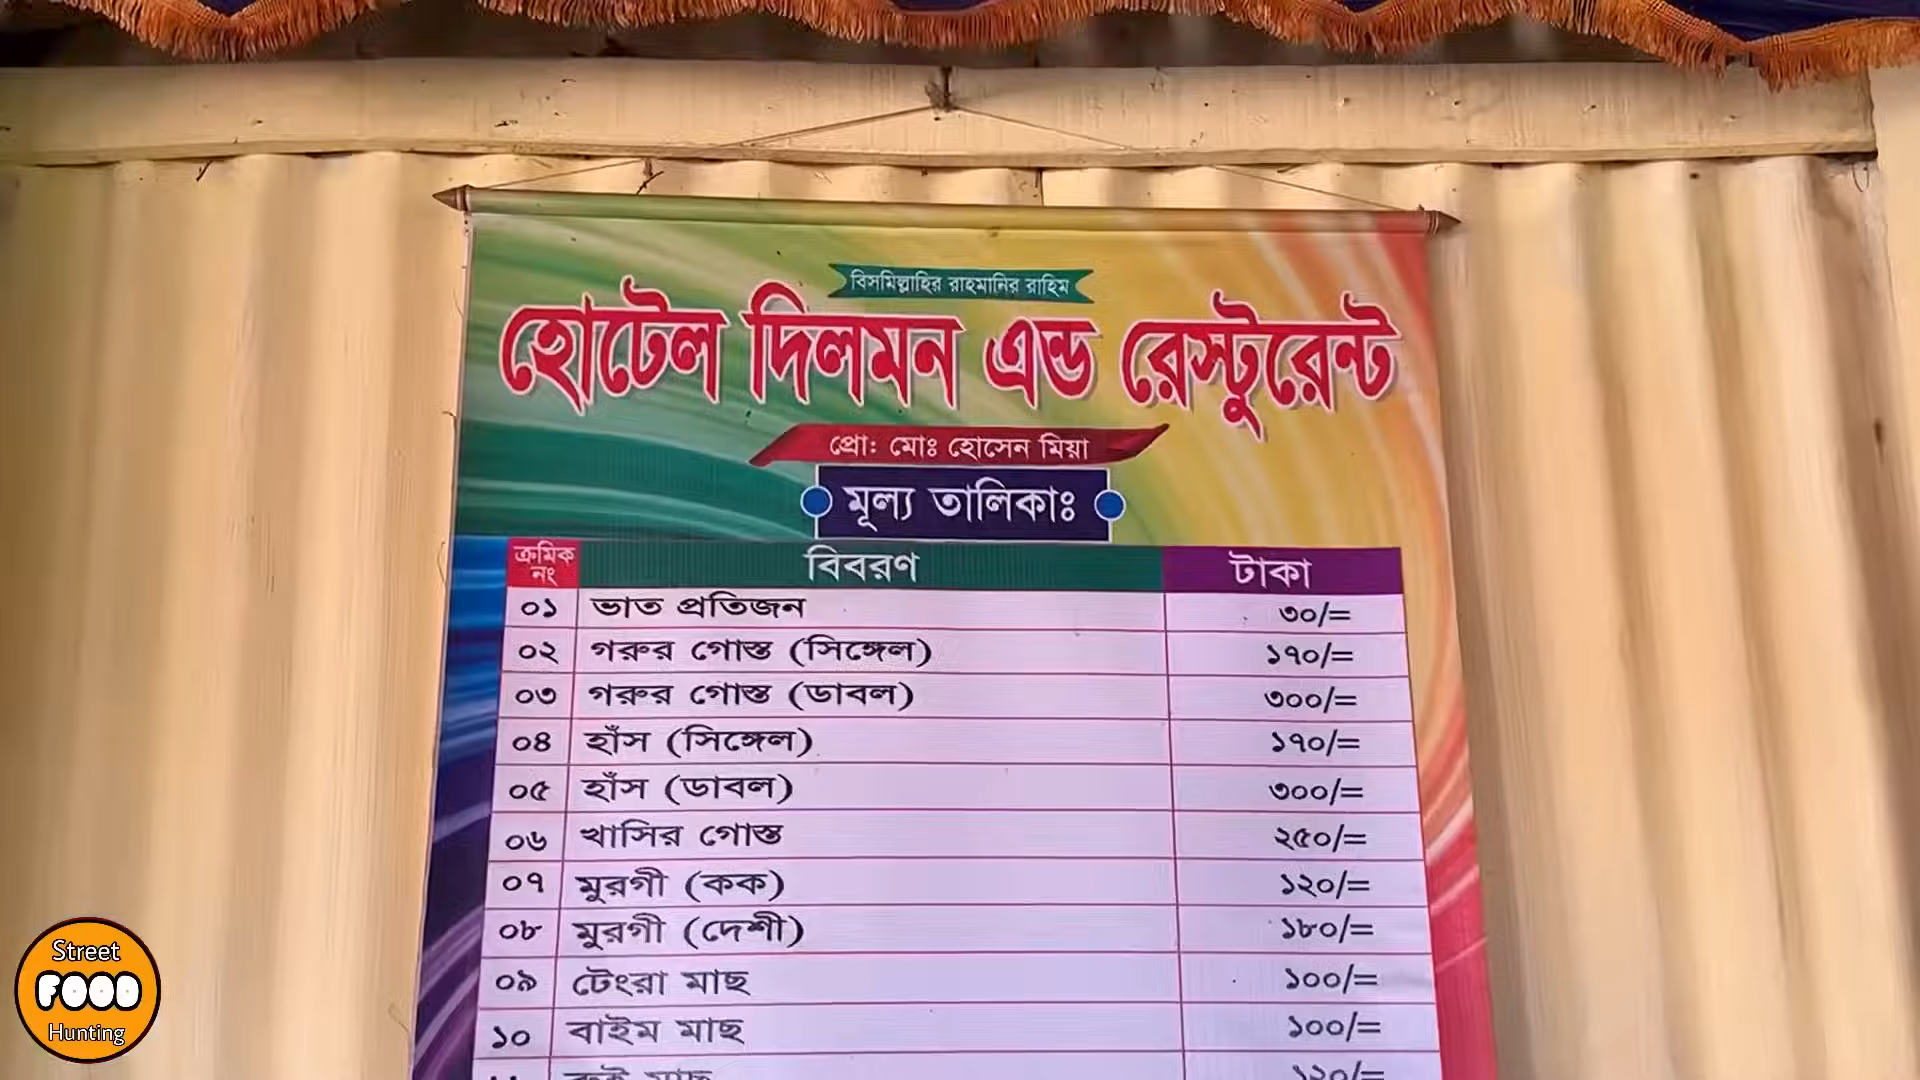 বিসমিল্লাহির রাহমানির রাহিম
হোটেল দিলমন এন্ড রেস্টুরেন্ট
প্রো: মোঃ হোসেন মিয়া
মূল্য তালিকাঃ
ক্রমিক নং বিবরণ টাকা
০১ ভাত প্রতিজন ৩০/=
০২ গরুর গোস্ত (সিঙ্গেল) ১৭০/=
০৩ গরুর গোস্ত (ডাবল) ৩০০/=
০৪ হাঁস (সিঙ্গেল) ১৭০/=
০৫ হাঁস (ডাবল) ৩০০/=
০৬ খাসির গোস্ত ২৫০/=
০৭ মুরগী (কক) ১২০/=
০৮ মুরগী (দেশী) ১৮০/=
০৯ টেংরা মাছ ১০০/=
১০ বাইম মাছ ১০০/=
মাছ ১২০/=
Street
FOOD
Hunting